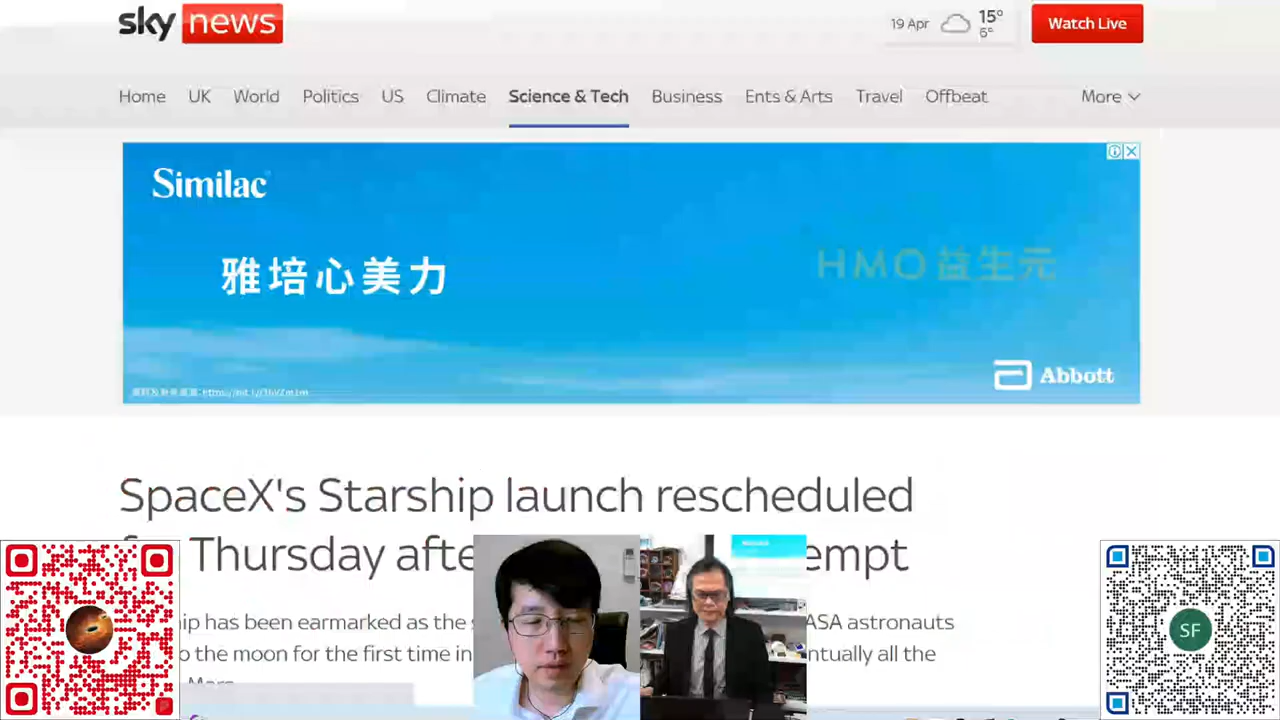 sky news
19 Apr
15°
5°
Watch Live
Home UK World Politics US Climate Science & Tech Business Ents & Arts Travel Offbeat More
Similac
雅培心美力
HMO益生元
Abbott
SpaceX's Starship launch rescheduled
Thursday afte empt
ip has been earmarked as the ASA astronauts
o the moon for the first time in ntually all the
SF